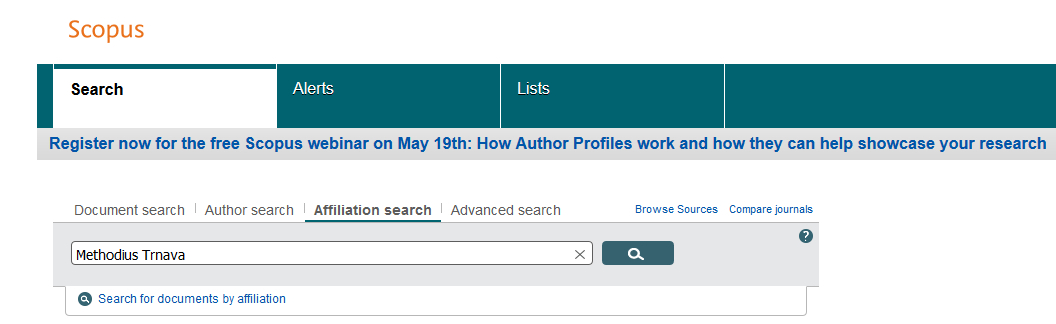 Scopus
Search Alerts Lists
Register now for the free Scopus webinar on May 19th: How Author Profiles work and how they can help showcase your research
Document search Author search Affiliation search Advanced search Browse Sources Compare journals
?
Methodius Trnava
Search for documents by affiliation